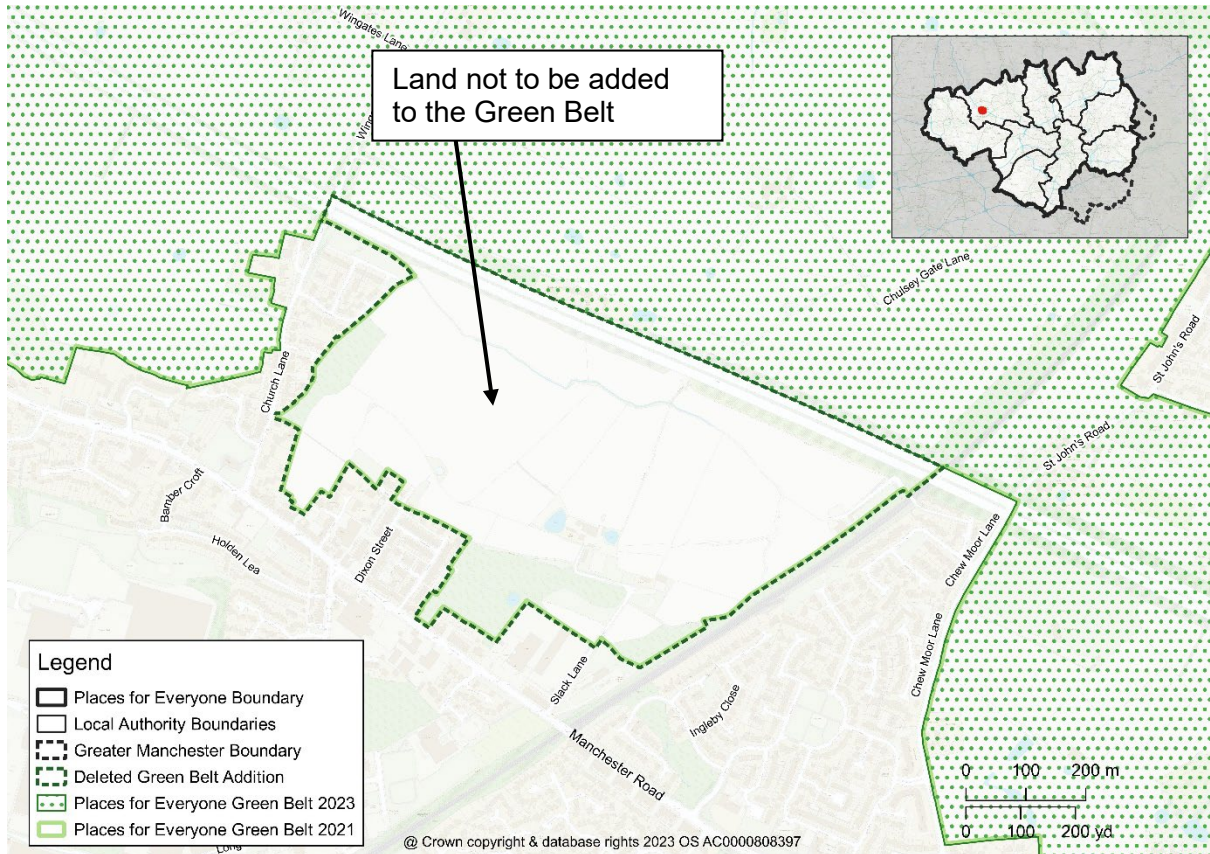 Wingates Lane
Land not to be added
to the Green Belt
Chulsey Gate Lane
St John's Road
St John's Road
Church Lane
Bamber Croft
Holden Lea
Dixon Street
Slack Lane
Manchester Road
Ingleby Close
Chew Moor Lane
Chew Moor Lane
Legend
Places for Everyone Boundary
Local Authority Boundaries
Greater Manchester Boundary
Deleted Green Belt Addition
Places for Everyone Green Belt 2023
Places for Everyone Green Belt 2021
0 100 200 m
0 100 200 yd
@ Crown copyright & database rights 2023 OS AC0000808397